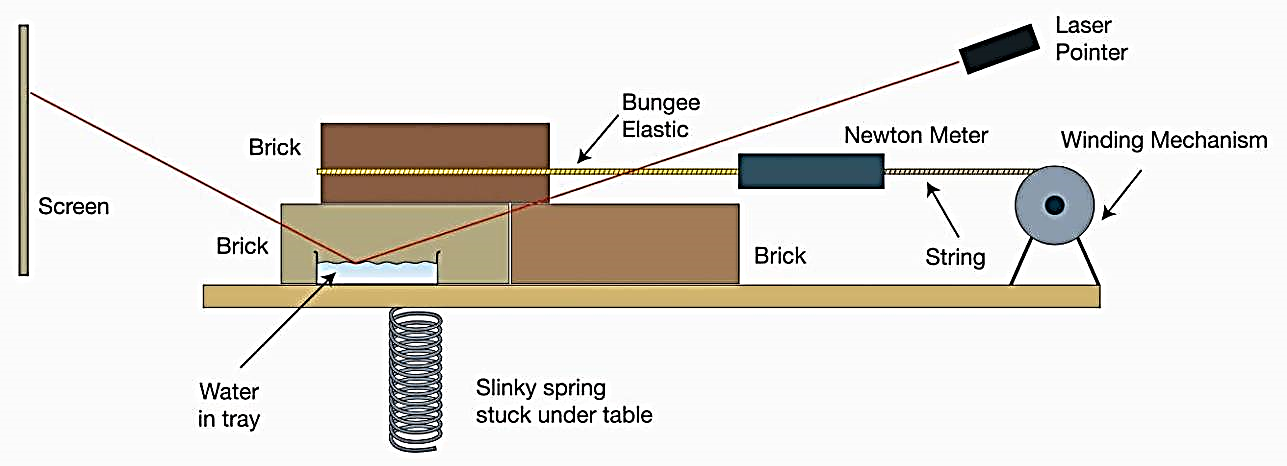 Laser
Pointer
Bungee
Elastic
Newton Meter
Winding Mechanism
Brick
Screen
Brick
Brick
String
Water
in tray
Slinky spring
stuck under table